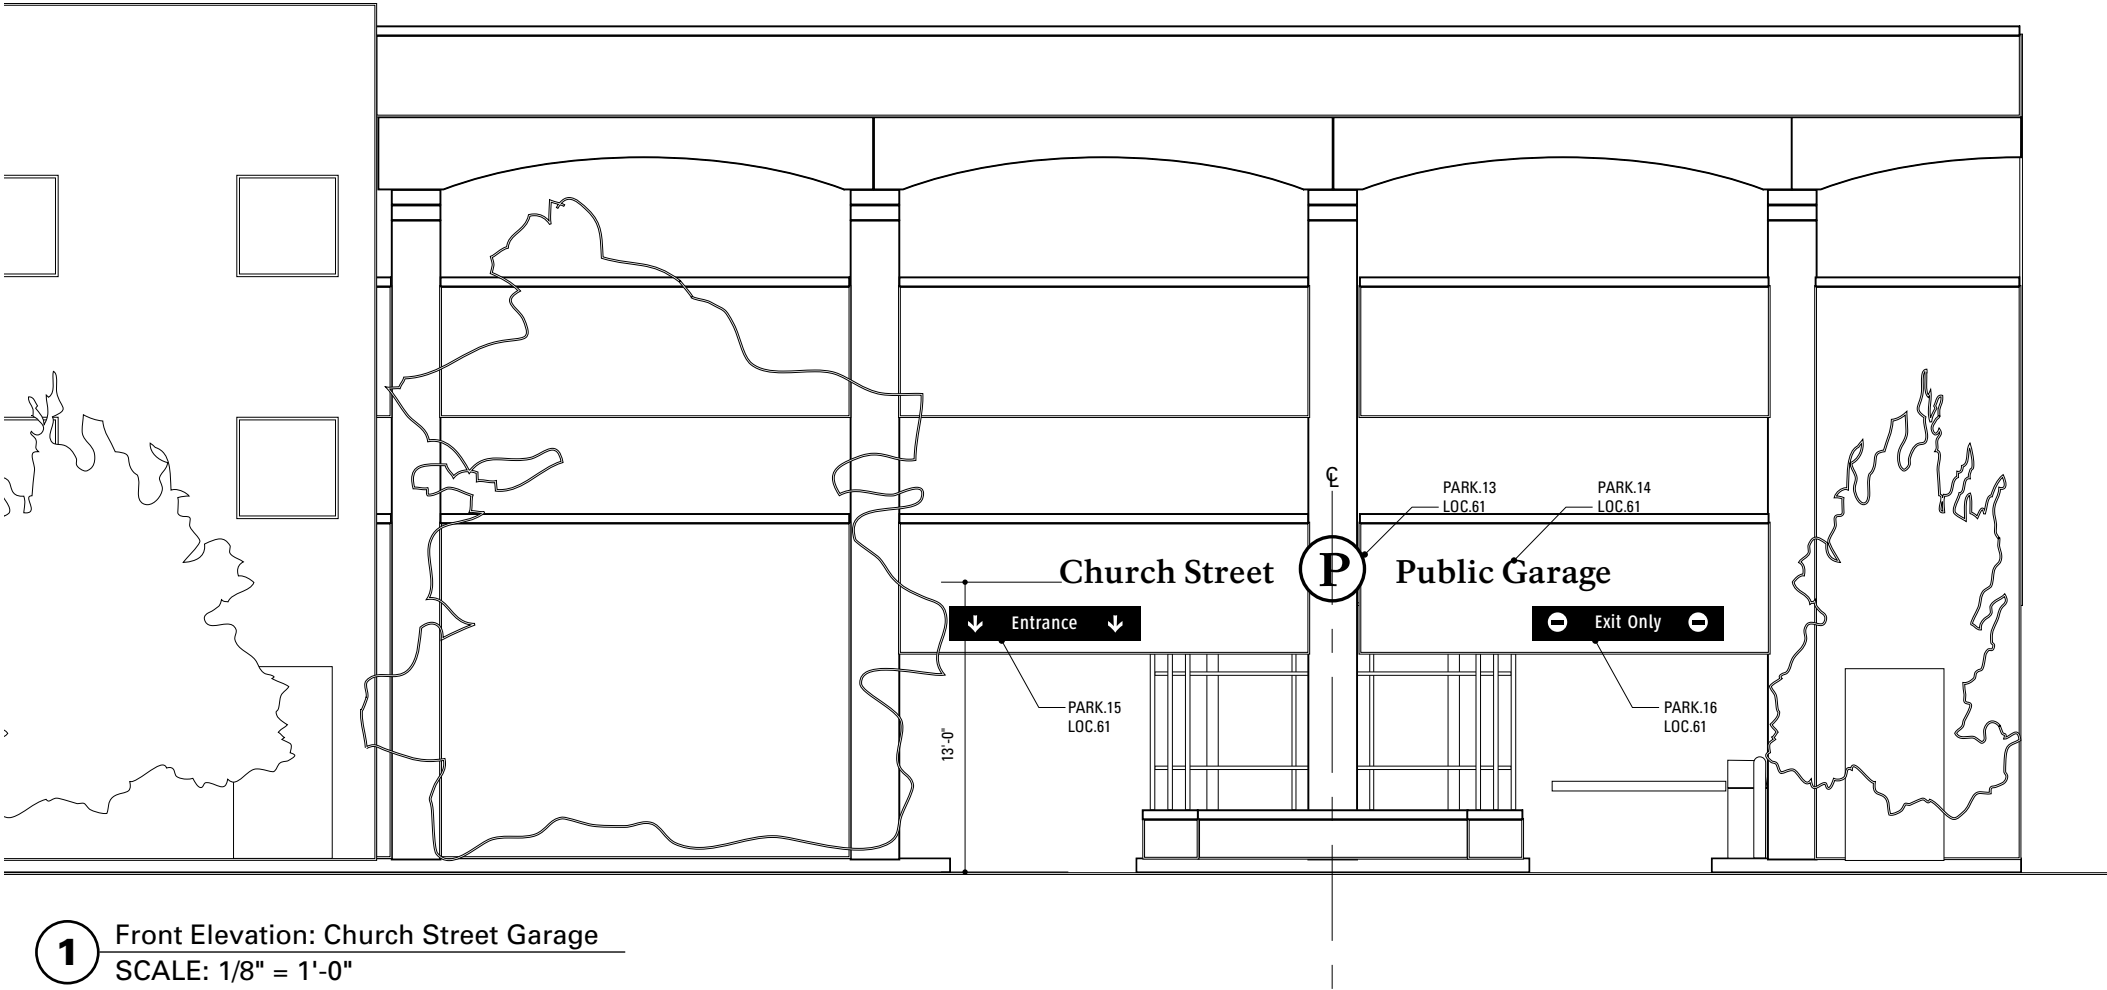 ℄
PARK.13
LOC.61
PARK.14
LOC.61
Church Street P Public Garage
↓ Entrance ↓
Exit Only
PARK.15
LOC.61
PARK.16
LOC.61
13'-0"
1
Front Elevation: Church Street Garage
SCALE: 1/8" = 1'-0"